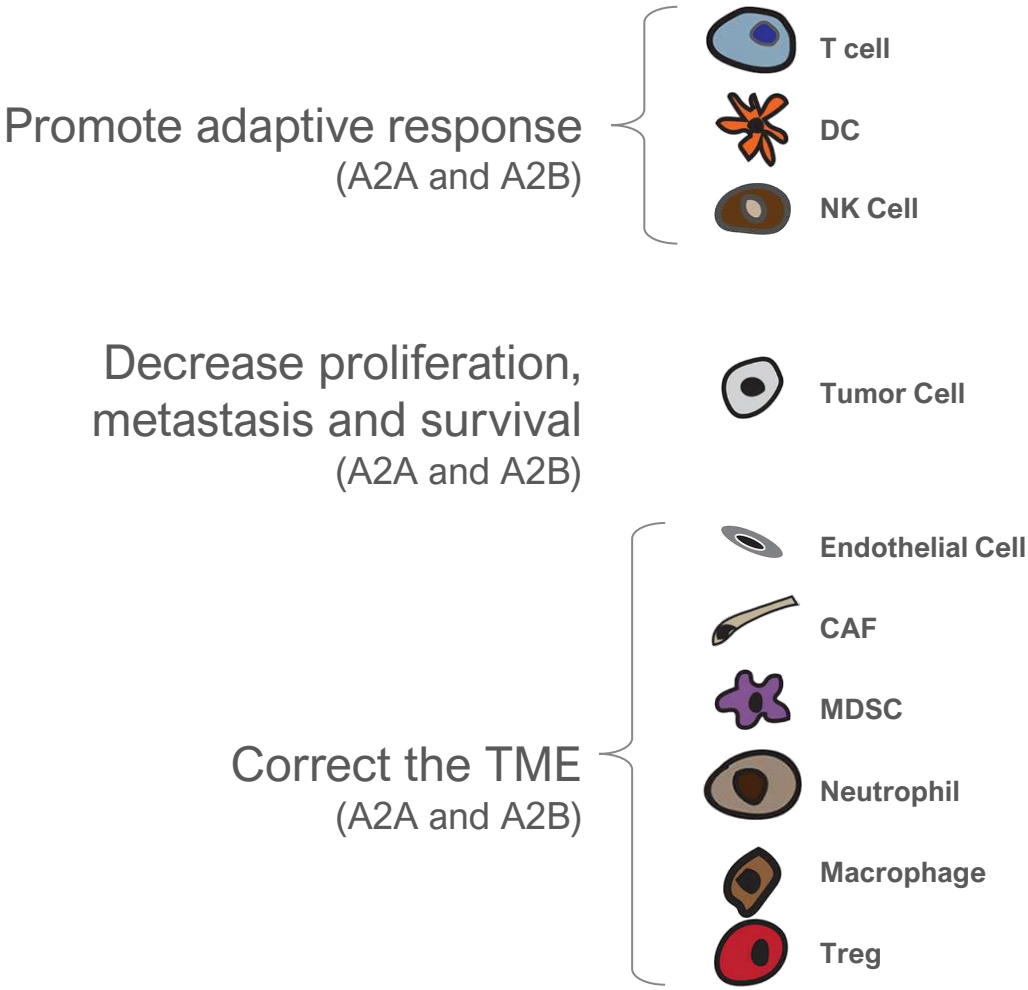 T cell
Promote adaptive response
DC
(A2A and A2B)
NK Cell
Decrease proliferation,
metastasis and survival
(A2A and A2B)
Tumor Cell
Endothelial Cell
CAF
MDSC
Correct the TME
(A2A and A2B)
Neutrophil
Macrophage
Treg